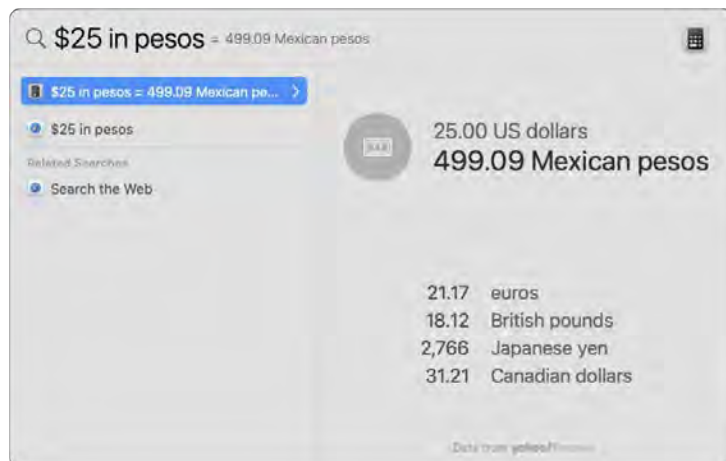 $25 in pesos = 499.09 Mexican pesos
$25 in pesos = 499.09 Mexican pe...
$25 in pesos
Related Searches
Search the Web
25.00 US dollars
499.09 Mexican pesos
21.17 euros
18.12 British pounds
2,766 Japanese yen
31.21 Canadian dollars
Data from yahoo!